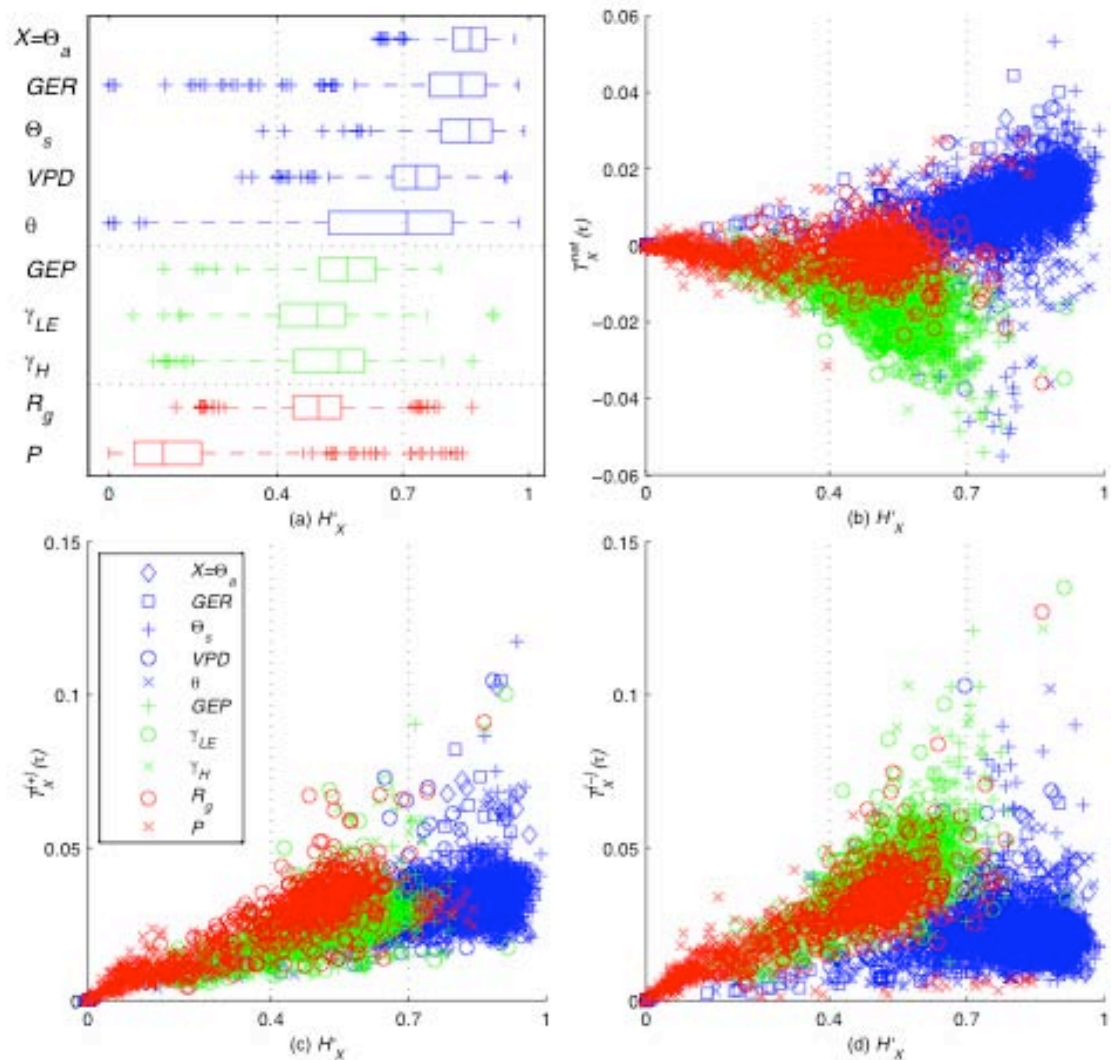 X=Θa
GER
Θs
VPD
θ
GEP
γLE
γH
Rg
P
0 0.4 0.7 1
(a) H'X
0.06
0.04
0.02
0
−0.02
−0.04
−0.06
0 0.4 0.7 1
(b) H'X
0.15
0.1
0.05
0
TX(+)(τ)
X=Θa
GER
Θs
VPD
θ
GEP
γLE
γH
Rg
P
0 0.4 0.7 1
(c) H'X
0.15
0.1
0.05
0
TX(−)(τ)
0 0.4 0.7 1
(d) H'X